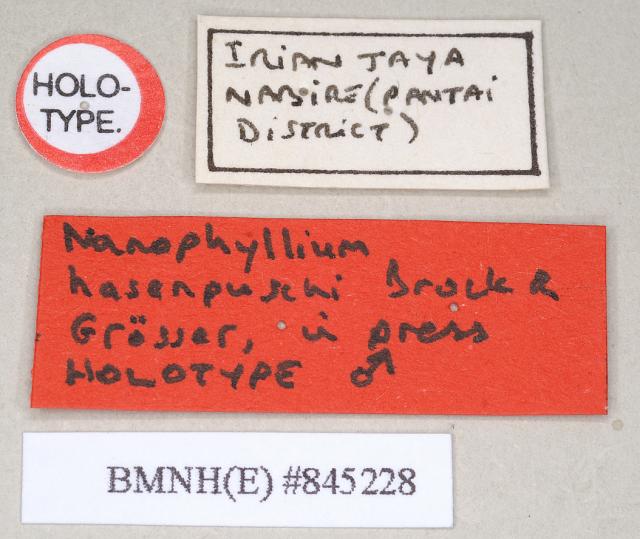 HOLO-
TYPE.
IRIAN JAYA
NABIRE (PANTAI
DISTRICT)
Nanophyllium
hasenpuschi Brock &
Grösser, in press
HOLOTYPE ♂
BMNH(E) #845228